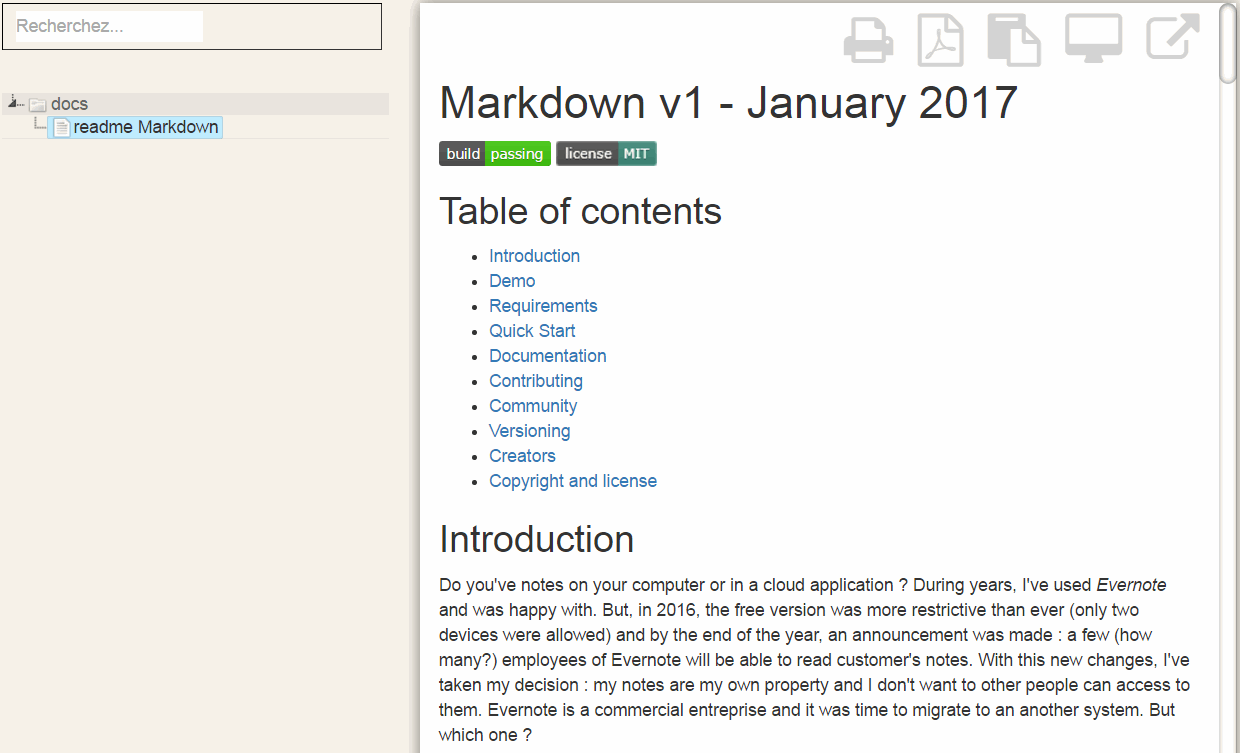 Recherchez...
docs
readme Markdown
Markdown v1 - January 2017
build passing license MIT
Table of contents
Introduction
Demo
Requirements
Quick Start
Documentation
Contributing
Community
Versioning
Creators
Copyright and license
Introduction
Do you've notes on your computer or in a cloud application ? During years, I've used Evernote
and was happy with. But, in 2016, the free version was more restrictive than ever (only two
devices were allowed) and by the end of the year, an announcement was made : a few (how
many?) employees of Evernote will be able to read customer's notes. With this new changes, I've
taken my decision : my notes are my own property and I don't want to other people can access to
them. Evernote is a commercial entreprise and it was time to migrate to an another system. But
which one ?